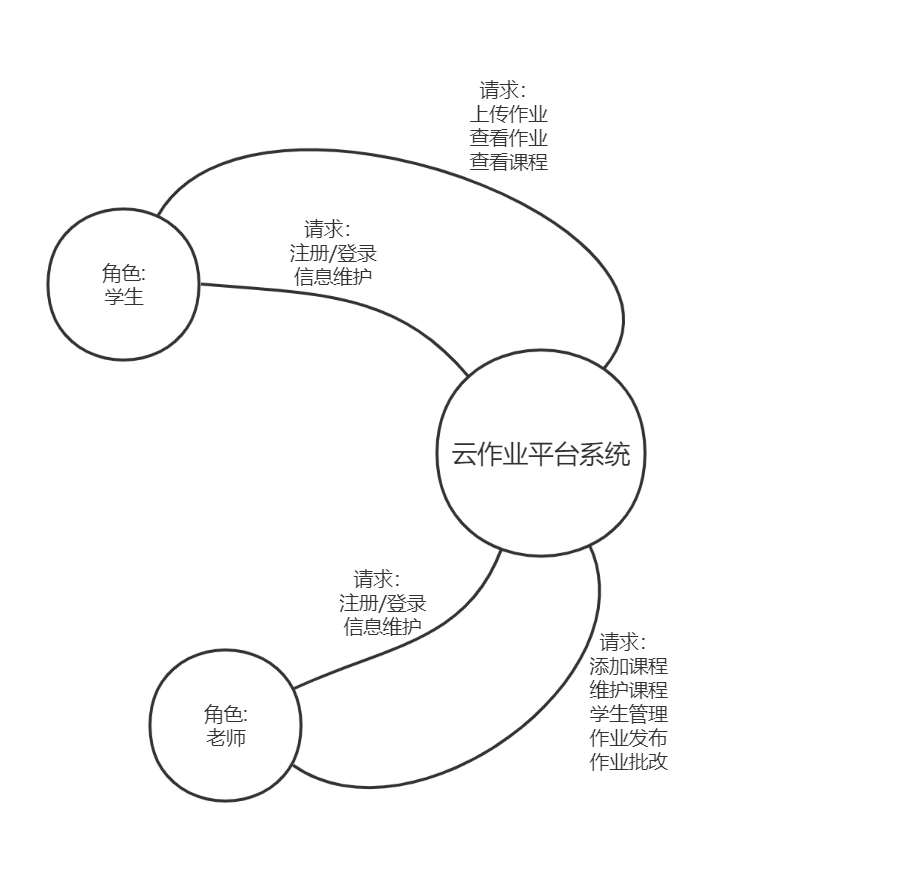 请求：
上传作业
查看作业
查看课程
请求：
注册/登录
信息维护
角色:
学生
云作业平台系统
请求：
注册/登录
信息维护
请求：
添加课程
维护课程
学生管理
作业发布
作业批改
角色:
老师